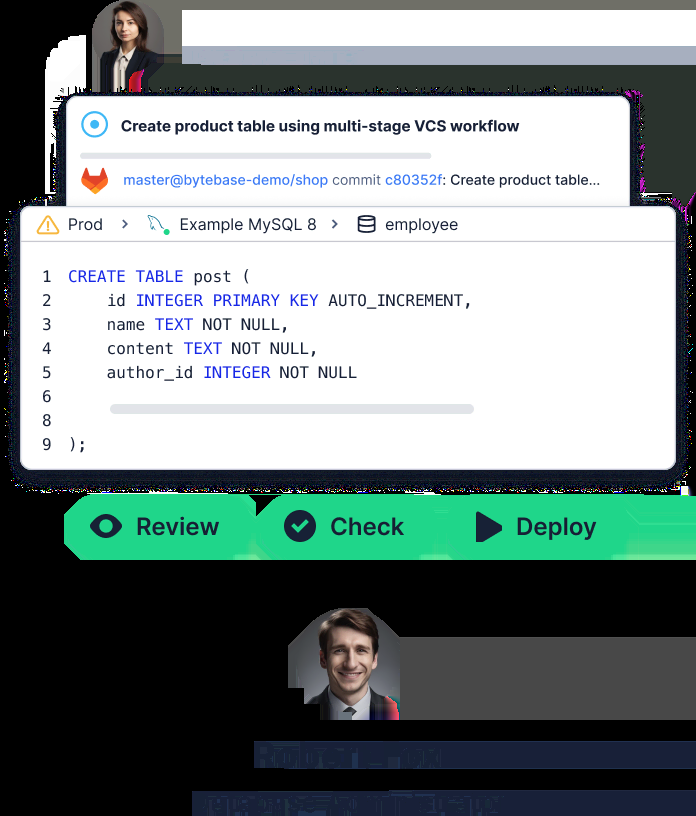 Create product table using multi-stage VCS workflow
master@bytebase-demo/shop commit c80352f: Create product table...
Prod > Example MySQL 8 > employee
1 CREATE TABLE post (
2 id INTEGER PRIMARY KEY AUTO_INCREMENT,
3 name TEXT NOT NULL,
4 content TEXT NOT NULL,
5 author_id INTEGER NOT NULL
6
8
9 );
Review Check Deploy